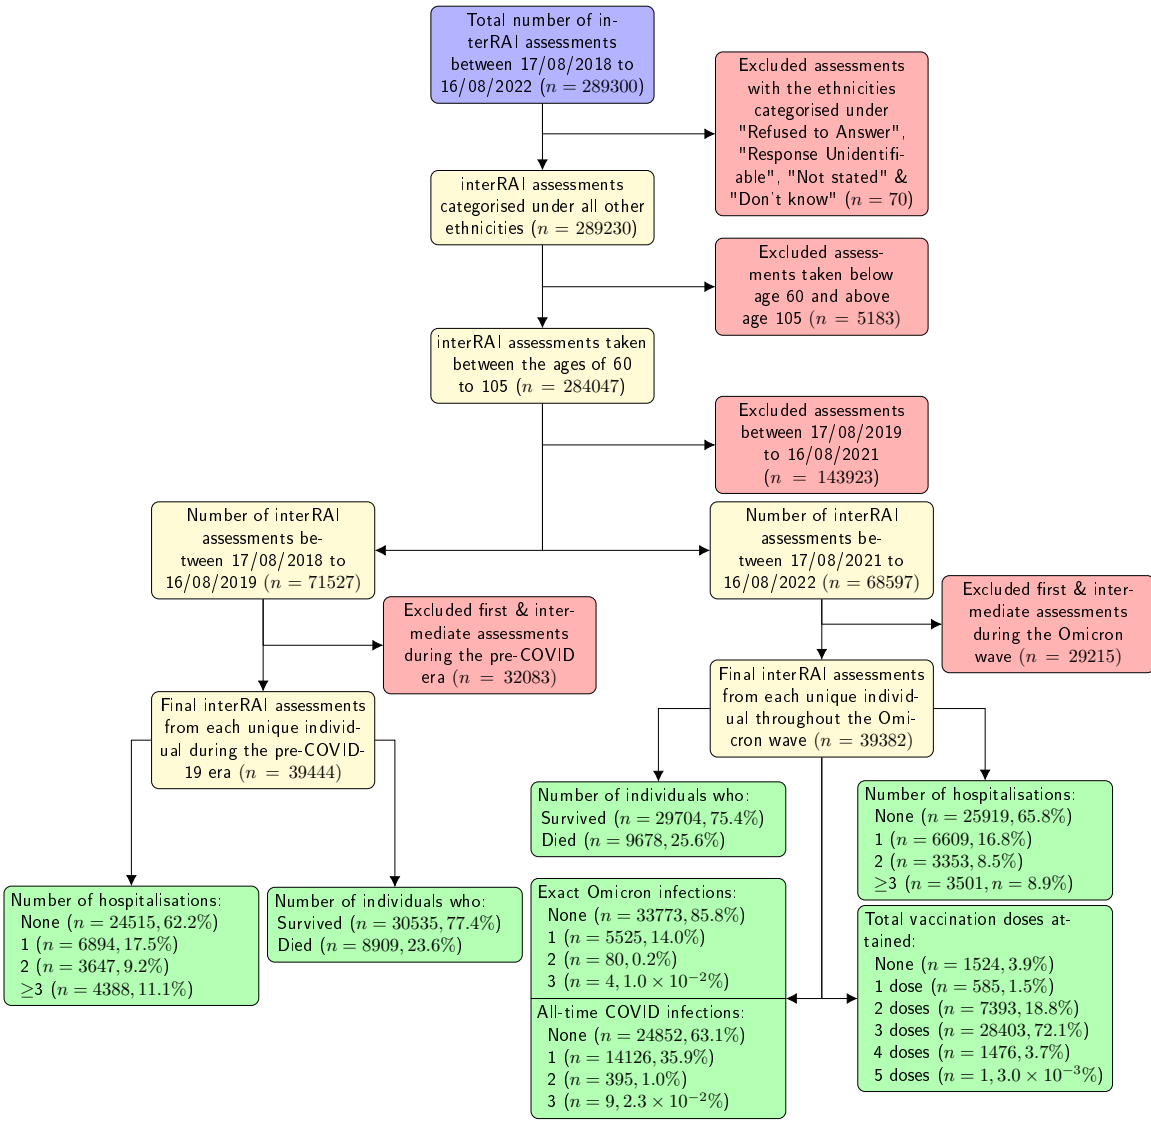 Total number of in-
terRAI assessments
between 17/08/2018 to
16/08/2022 (n = 289300)
Excluded assessments
with the ethnicities
categorised under
"Refused to Answer",
"Response Unidentifi-
able", "Not stated" &
"Don't know" (n = 70)
interRAI assessments
categorised under all other
ethnicities (n = 289230)
Excluded assess-
ments taken below
age 60 and above
age 105 (n = 5183)
interRAI assessments taken
between the ages of 60
to 105 (n = 284047)
Excluded assessments
between 17/08/2019
to 16/08/2021
(n = 143923)
Number of interRAI
assessments be-
tween 17/08/2018 to
16/08/2019 (n = 71527)
Number of interRAI
assessments be-
tween 17/08/2021 to
16/08/2022 (n = 68597)
Excluded first & inter-
mediate assessments
during the pre-COVID
era (n = 32083)
Excluded first & inter-
mediate assessments
during the Omicron
wave (n = 29215)
Final interRAI assessments
from each unique individ-
ual during the pre-COVID-
19 era (n = 39444)
Final interRAI assessments
from each unique individ-
ual throughout the Omi-
cron wave (n = 39382)
Number of individuals who:
Survived (n = 29704, 75.4%)
Died (n = 9678, 25.6%)
Number of hospitalisations:
None (n = 25919, 65.8%)
1 (n = 6609, 16.8%)
2 (n = 3353, 8.5%)
≥3 (n = 3501, n = 8.9%)
Number of hospitalisations:
None (n = 24515, 62.2%)
1 (n = 6894, 17.5%)
2 (n = 3647, 9.2%)
≥3 (n = 4388, 11.1%)
Number of individuals who:
Survived (n = 30535, 77.4%)
Died (n = 8909, 23.6%)
Exact Omicron infections:
None (n = 33773, 85.8%)
1 (n = 5525, 14.0%)
2 (n = 80, 0.2%)
3 (n = 4, 1.0 × 10⁻²%)
All-time COVID infections:
None (n = 24852, 63.1%)
1 (n = 14126, 35.9%)
2 (n = 395, 1.0%)
3 (n = 9, 2.3 × 10⁻²%)
Total vaccination doses at-
tained:
None (n = 1524, 3.9%)
1 dose (n = 585, 1.5%)
2 doses (n = 7393, 18.8%)
3 doses (n = 28403, 72.1%)
4 doses (n = 1476, 3.7%)
5 doses (n = 1, 3.0 × 10⁻³%)